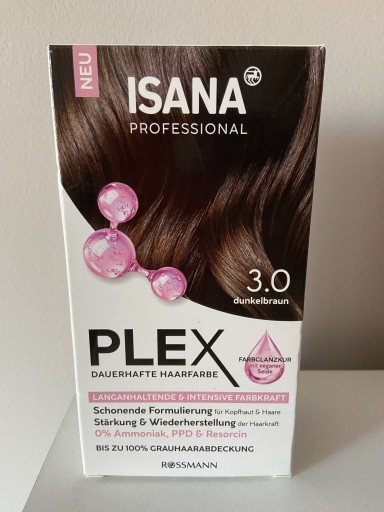 NEU
ISANA
PROFESSIONAL
3.0
dunkelbraun
PLEX
DAUERHAFTE HAARFARBE
FARBGLANZKUR
mit veganer
Seide
LANGANHALTENDE & INTENSIVE FARBKRAFT
Schonende Formulierung für Kopfhaut & Haare
Stärkung & Wiederherstellung der Haarkraft
0% Ammoniak, PPD & Resorcin
BIS ZU 100% GRAUHAARABDECKUNG
ROSSMANN